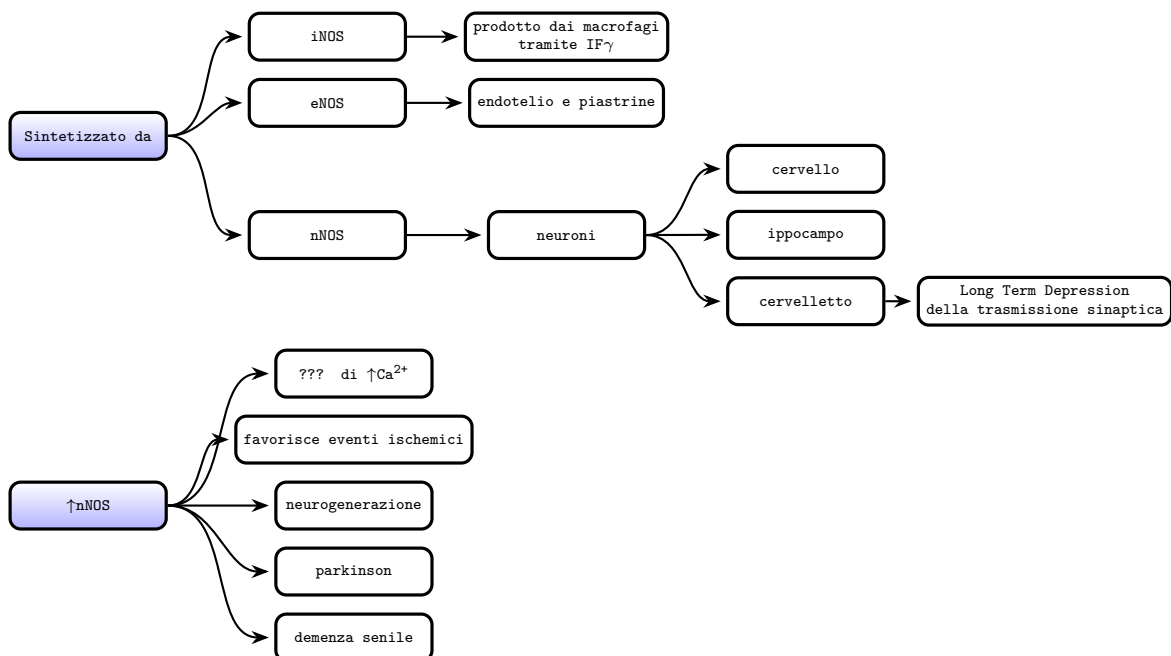 Sintetizzato da
iNOS
prodotto dai macrofagi
tramite IFγ
eNOS
endotelio e piastrine
nNOS
neuroni
cervello
ippocampo
cervelletto
Long Term Depression
della trasmissione sinaptica
↑nNOS
??? di ↑Ca²⁺
favorisce eventi ischemici
neurogenerazione
parkinson
demenza senile